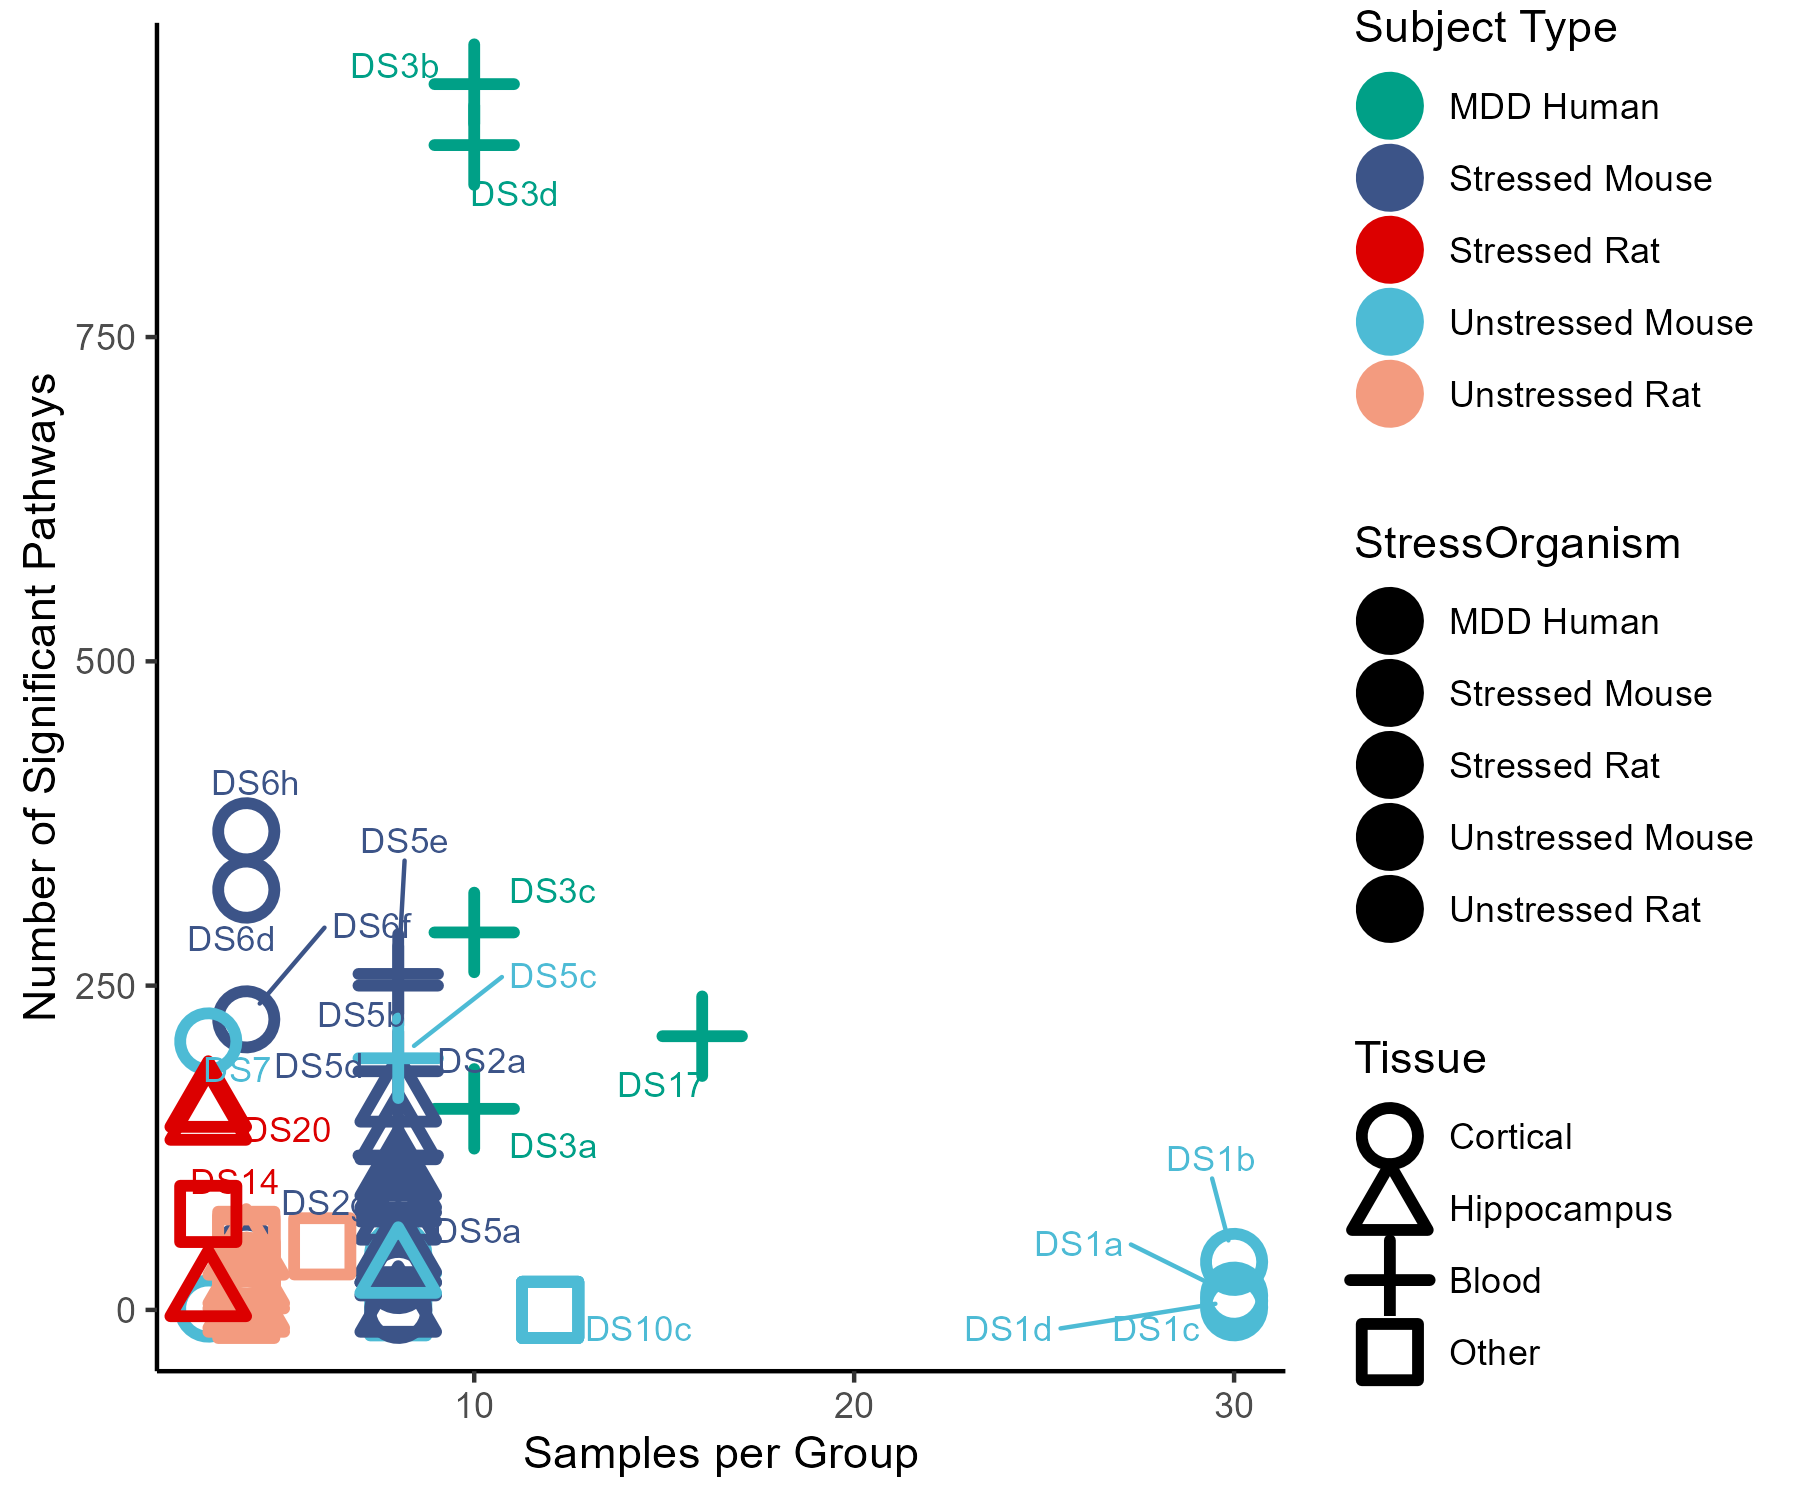 Number of Significant Pathways
750
500
250
0
10
20
30
Samples per Group
DS3b
DS3d
DS6h
DS5e
DS3c
DS6f
DS6d
DS5c
DS5b
DS2a
DS7
DS5d
DS17
DS20
DS3a
DS1b
DS14
DS5a
DS1a
DS10c
DS1d
DS1c
Subject Type
MDD Human
Stressed Mouse
Stressed Rat
Unstressed Mouse
Unstressed Rat
StressOrganism
MDD Human
Stressed Mouse
Stressed Rat
Unstressed Mouse
Unstressed Rat
Tissue
Cortical
Hippocampus
Blood
Other